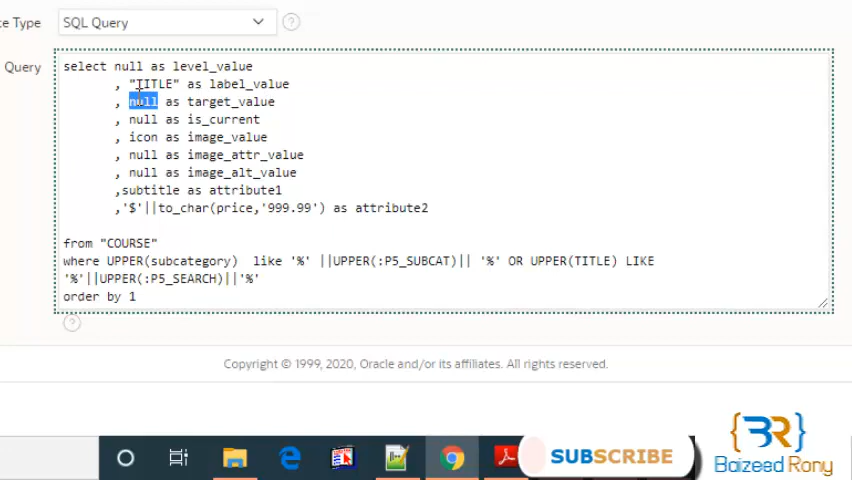 e Type
SQL Query
?
Query
select null as level_value
, "TITLE" as label_value
, null as target_value
, null as is_current
, icon as image_value
, null as image_attr_value
, null as image_alt_value
,subtitle as attribute1
,'$'||to_char(price,'999.99') as attribute2
from "COURSE"
where UPPER(subcategory)  like '%' ||UPPER(:P5_SUBCAT)|| '%' OR UPPER(TITLE) LIKE
'%'||UPPER(:P5_SEARCH)||'%'
order by 1
?
Copyright © 1999, 2020, Oracle and/or its affiliates. All rights reserved.
SUBSCRIBE
{BR}
Baizeed Rony